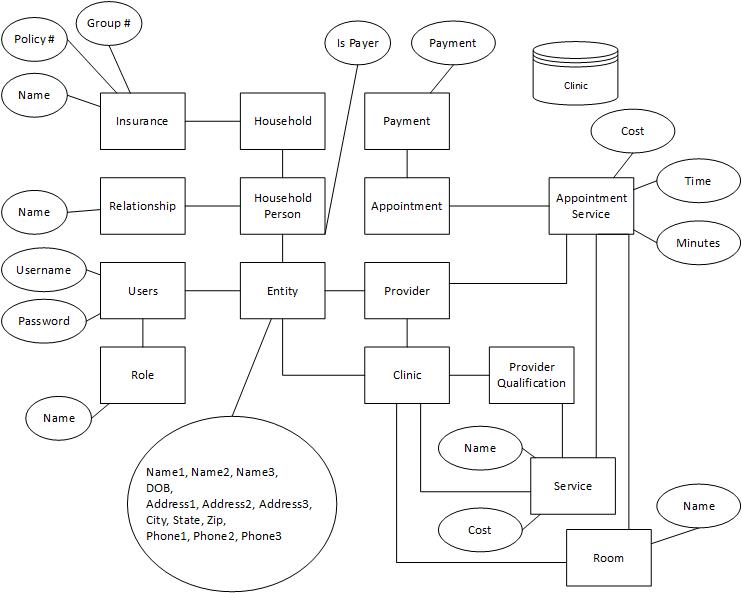 Group #
Policy #
Is Payer
Payment
Name
Clinic
Insurance
Household
Payment
Cost
Time
Name
Relationship
Household
Person
Appointment
Appointment
Service
Minutes
Username
Users
Entity
Provider
Password
Role
Clinic
Provider
Qualification
Name
Name
Name1, Name2, Name3,
DOB,
Address1, Address2, Address3,
City, State, Zip,
Phone1, Phone2, Phone3
Service
Name
Cost
Room